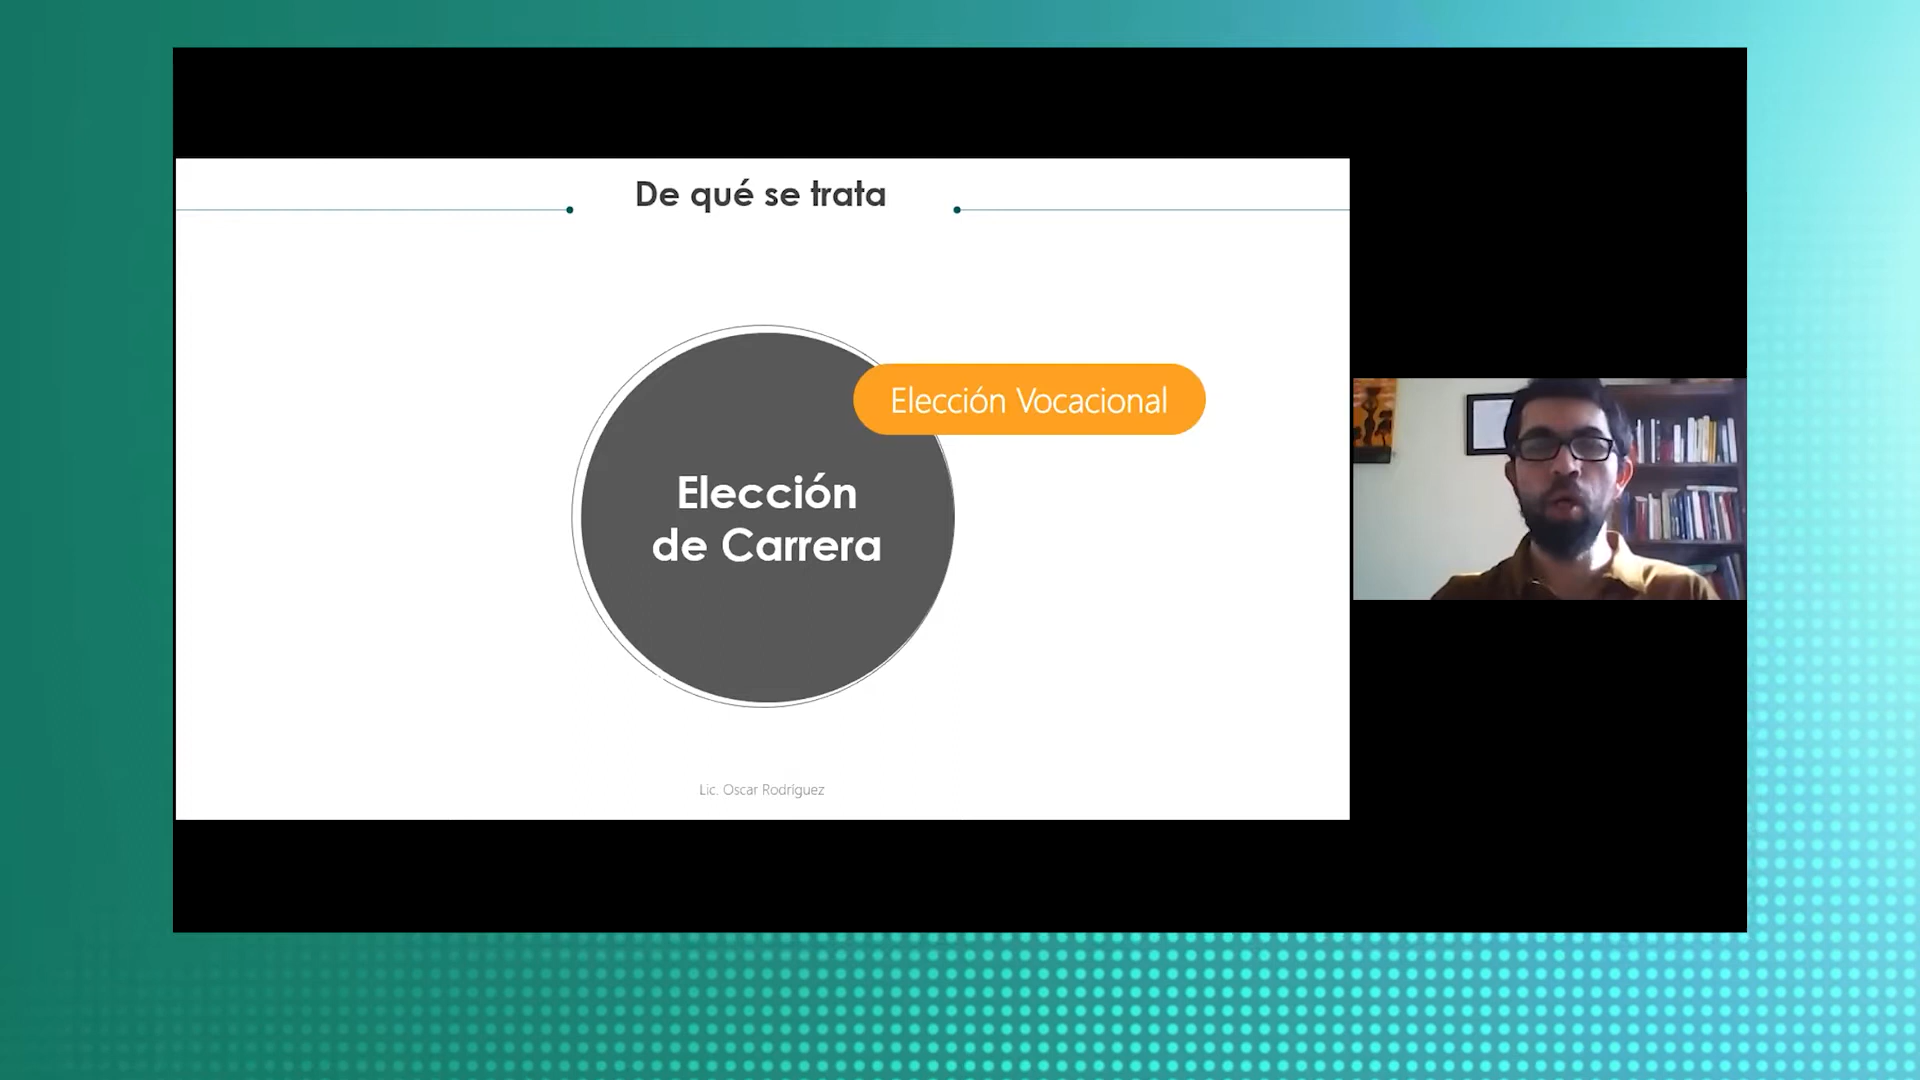 De qué se trata
Elección Vocacional
Elección
de Carrera
Lic. Oscar Rodríguez